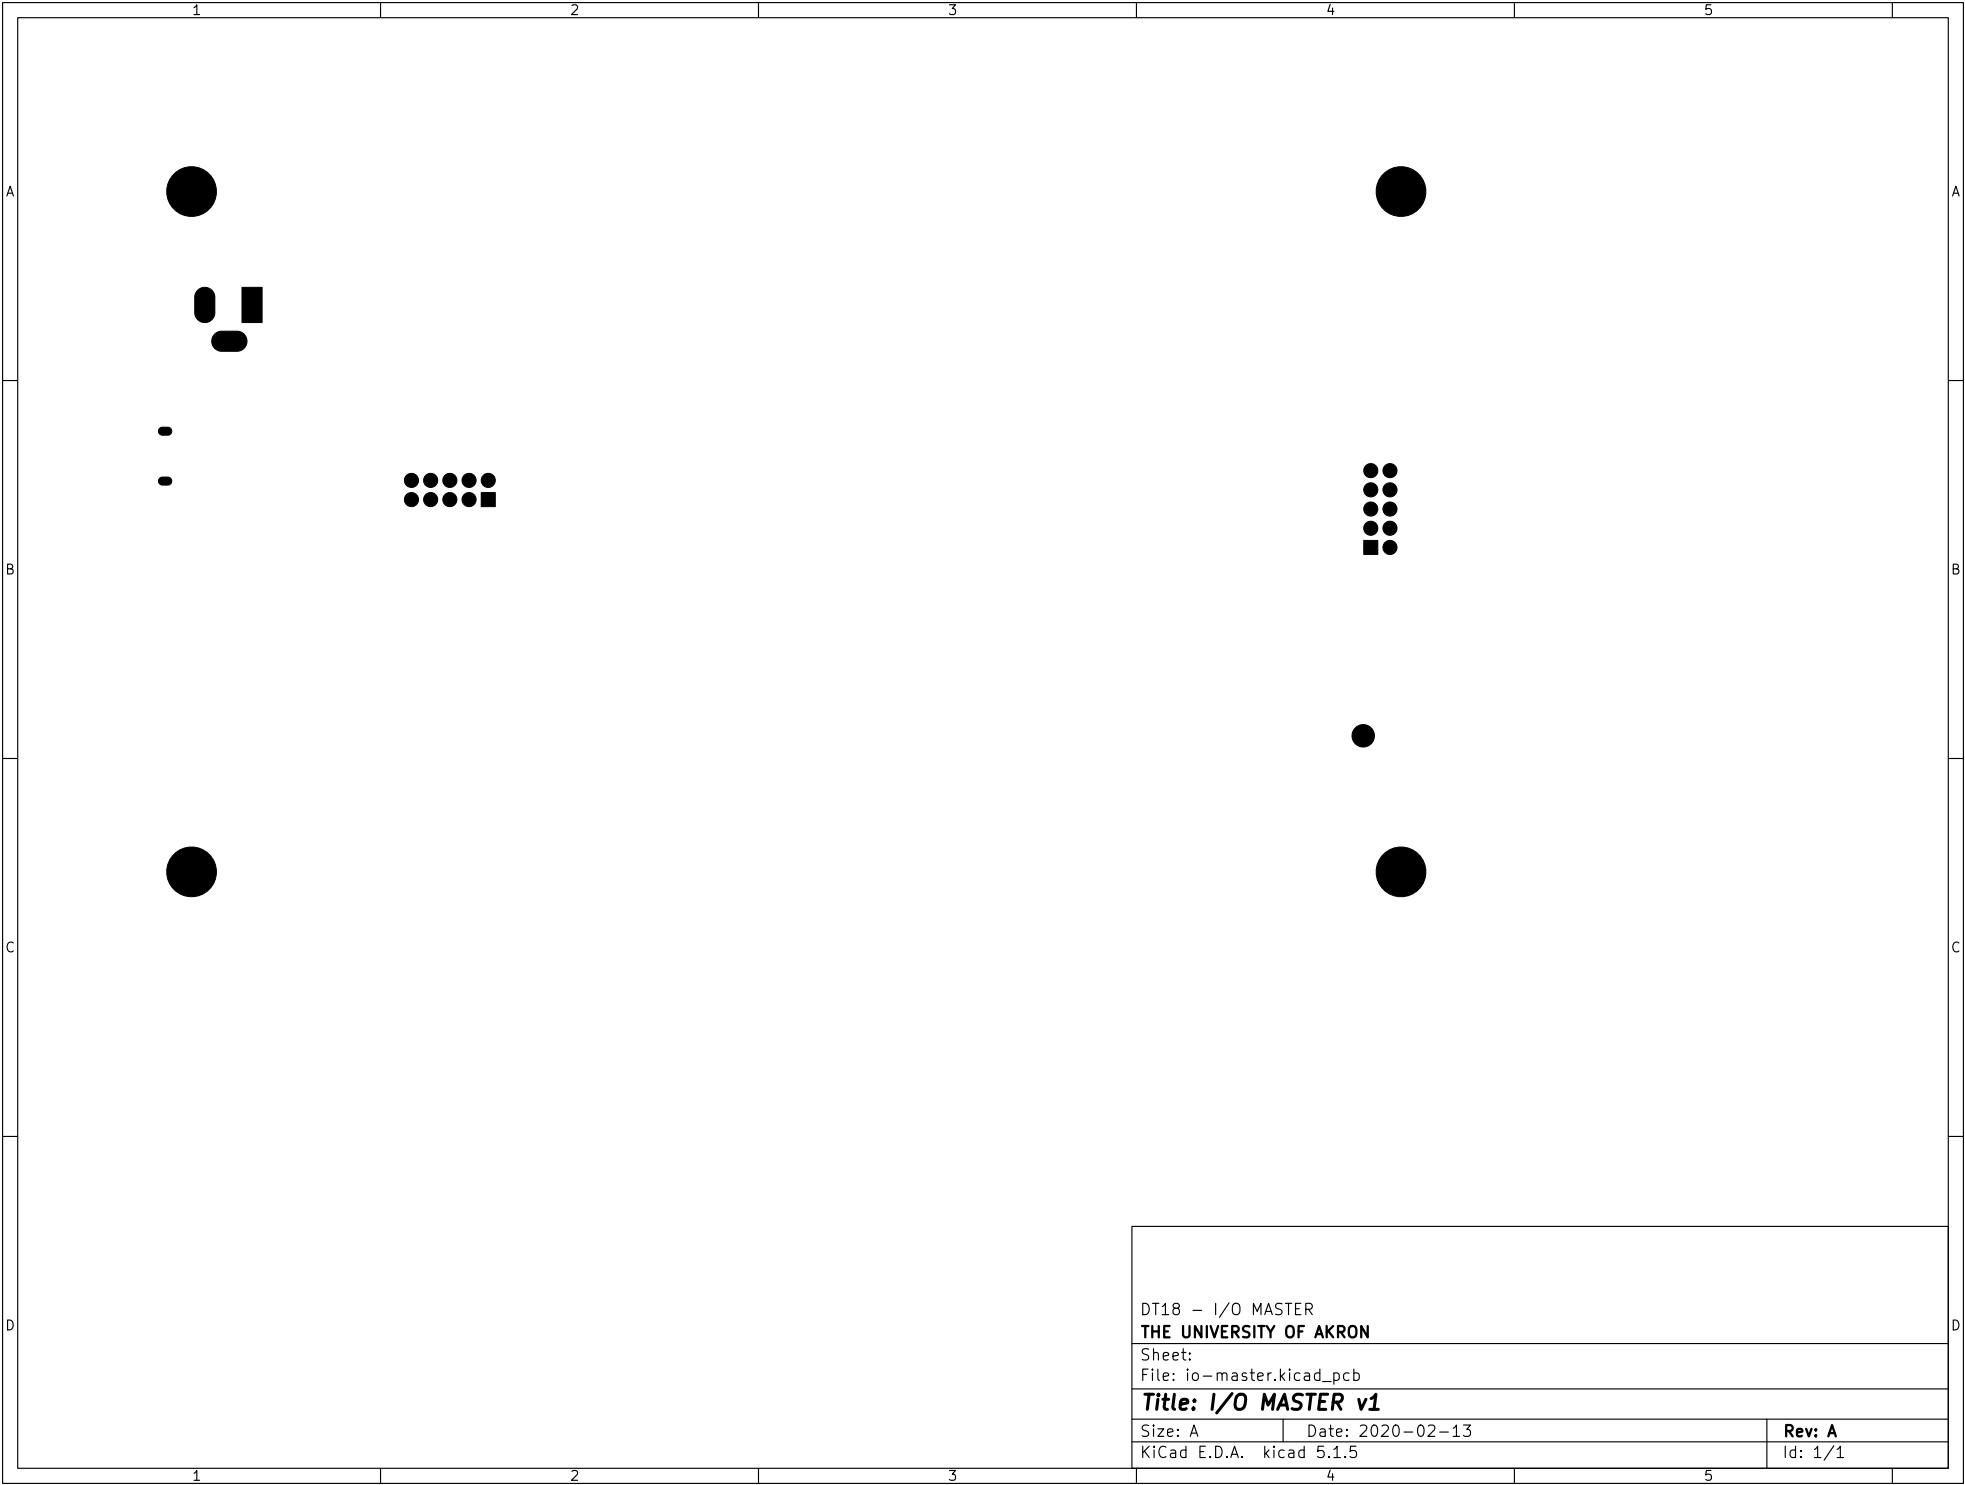 1 2 3 4 5
A A
B B
C C
DT18 - I/O MASTER
D D
THE UNIVERSITY OF AKRON
Sheet:
File: io-master.kicad_pcb
Title: I/O MASTER v1
Size: A Date: 2020-02-13 Rev: A
KiCad E.D.A. kicad 5.1.5 Id: 1/1
1 2 3 4 5